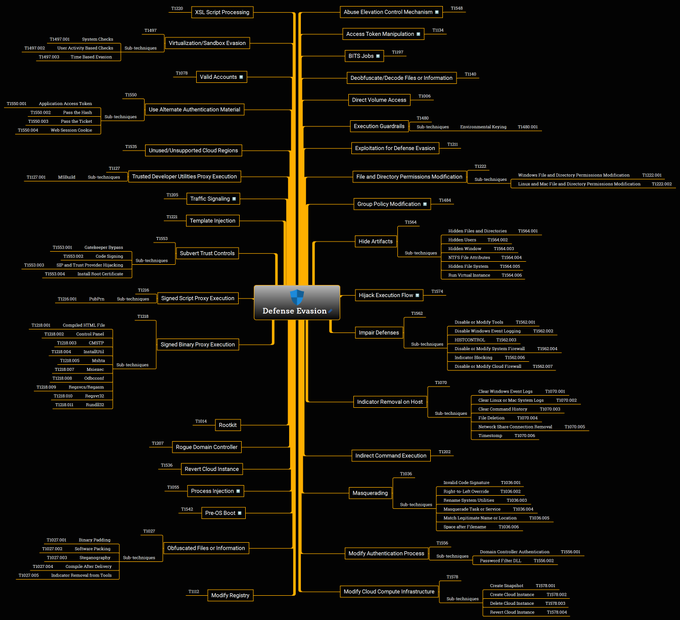 Defense Evasion
XSL Script Processing
T1220
Virtualization/Sandbox Evasion
T1497
Sub-techniques
T1497.001 System Checks
T1497.002 User Activity Based Checks
T1497.003 Time Based Evasion
Valid Accounts
T1078
Use Alternate Authentication Material
T1550
Sub-techniques
T1550.001 Application Access Token
T1550.002 Pass the Hash
T1550.003 Pass the Ticket
T1550.004 Web Session Cookie
Unused/Unsupported Cloud Regions
T1535
Trusted Developer Utilities Proxy Execution
T1127
Sub-techniques
T1127.001 MSBuild
Traffic Signaling
T1205
Template Injection
T1221
Subvert Trust Controls
T1553
Sub-techniques
T1553.001 Gatekeeper Bypass
T1553.002 Code Signing
T1553.003 SIP and Trust Provider Hijacking
T1553.004 Install Root Certificate
Signed Script Proxy Execution
T1216
Sub-techniques
T1216.001 PubPrn
Signed Binary Proxy Execution
T1218
Sub-techniques
T1218.001 Compiled HTML File
T1218.002 Control Panel
T1218.003 CMSTP
T1218.004 InstallUtil
T1218.005 Mshta
T1218.007 Msiexec
T1218.008 Odbcconf
T1218.009 Regsvcs/Regasm
T1218.010 Regsvr32
T1218.011 Rundll32
Rootkit
T1014
Rogue Domain Controller
T1207
Revert Cloud Instance
T1536
Process Injection
T1055
Pre-OS Boot
T1542
Obfuscated Files or Information
T1027
Sub-techniques
T1027.001 Binary Padding
T1027.002 Software Packing
T1027.003 Steganography
T1027.004 Compile After Delivery
T1027.005 Indicator Removal from Tools
Modify Registry
T1112
Abuse Elevation Control Mechanism
T1548
Access Token Manipulation
T1134
BITS Jobs
T1197
Deobfuscate/Decode Files or Information
T1140
Direct Volume Access
T1006
Execution Guardrails
T1480
Sub-techniques
Environmental Keying T1480.001
Exploitation for Defense Evasion
T1211
File and Directory Permissions Modification
T1222
Sub-techniques
Windows File and Directory Permissions Modification T1222.001
Linux and Mac File and Directory Permissions Modification T1222.002
Group Policy Modification
T1484
Hide Artifacts
T1564
Sub-techniques
Hidden Files and Directories T1564.001
Hidden Users T1564.002
Hidden Window T1564.003
NTFS File Attributes T1564.004
Hidden File System T1564.005
Run Virtual Instance T1564.006
Hijack Execution Flow
T1574
Impair Defenses
T1562
Sub-techniques
Disable or Modify Tools T1562.001
Disable Windows Event Logging T1562.002
HISTCONTROL T1562.003
Disable or Modify System Firewall T1562.004
Indicator Blocking T1562.006
Disable or Modify Cloud Firewall T1562.007
Indicator Removal on Host
T1070
Sub-techniques
Clear Windows Event Logs T1070.001
Clear Linux or Mac System Logs T1070.002
Clear Command History T1070.003
File Deletion T1070.004
Network Share Connection Removal T1070.005
Timestomp T1070.006
Indirect Command Execution
T1202
Masquerading
T1036
Sub-techniques
Invalid Code Signature T1036.001
Right-to-Left Override T1036.002
Rename System Utilities T1036.003
Masquerade Task or Service T1036.004
Match Legitimate Name or Location T1036.005
Space after Filename T1036.006
Modify Authentication Process
T1556
Sub-techniques
Domain Controller Authentication T1556.001
Password Filter DLL T1556.002
Modify Cloud Compute Infrastructure
T1578
Sub-techniques
Create Snapshot T1578.001
Create Cloud Instance T1578.002
Delete Cloud Instance T1578.003
Revert Cloud Instance T1578.004